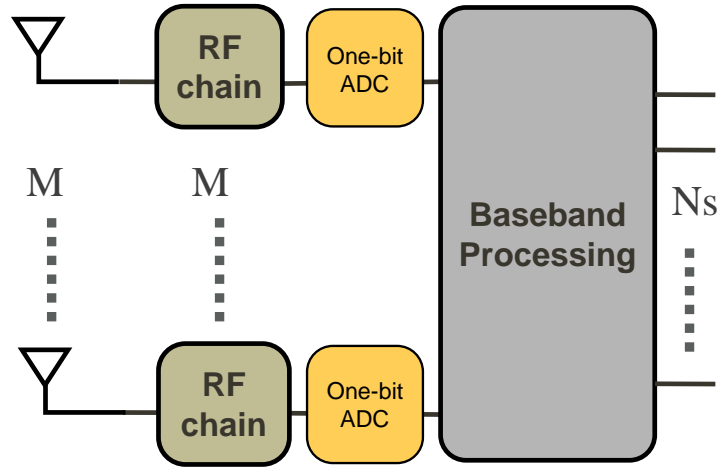 RF
chain
One-bit
ADC
M
M
Baseband
Processing
Ns
RF
chain
One-bit
ADC